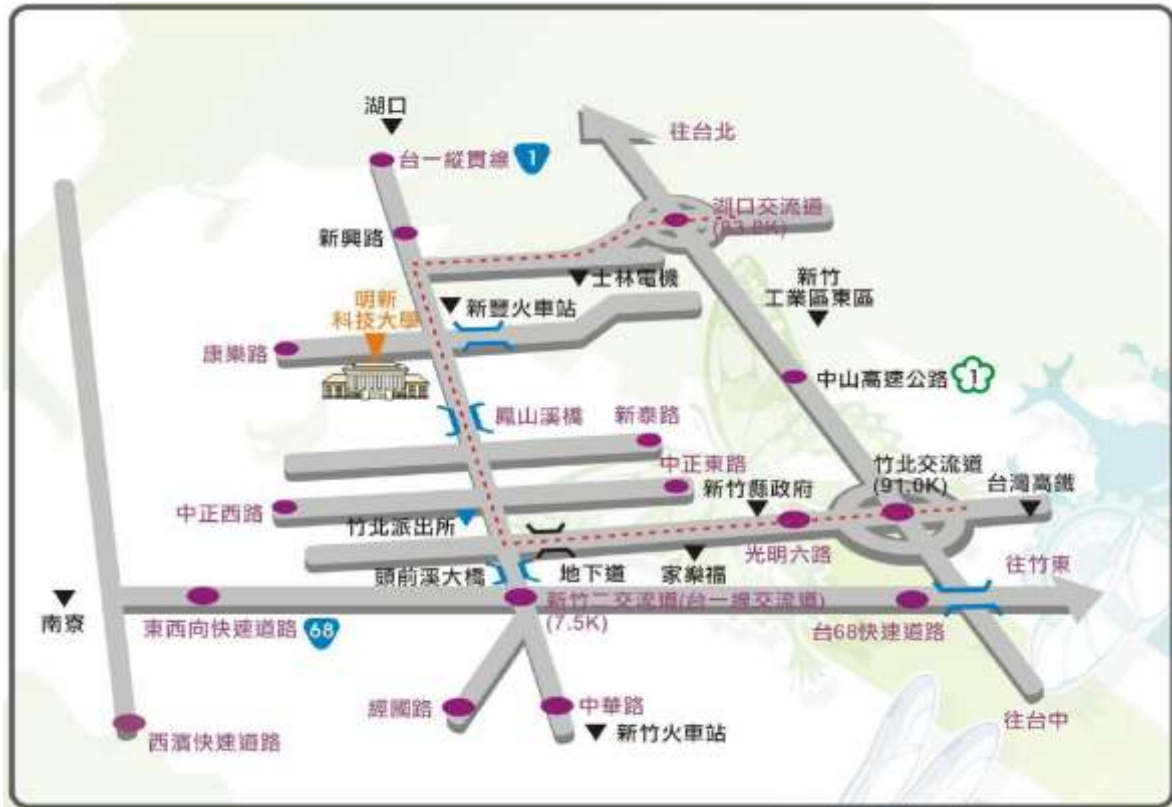 湖口
台一縱貫線 1
往台北
湖口交流道
(83.8K)
新興路
士林電機
新竹
工業區東區
明新
科技大學
新豐火車站
康樂路
中山高速公路 1
鳳山溪橋
新泰路
中正東路
竹北交流道
(91.0K)
新竹縣政府
台灣高鐵
中正西路
竹北派出所
光明六路
頭前溪大橋
地下道
家樂福
往竹東
南寮
新竹二交流道(台一線交流道)
(7.5K)
東西向快速道路 68
台68快速道路
經國路
中華路
往台中
新竹火車站
西濱快速道路